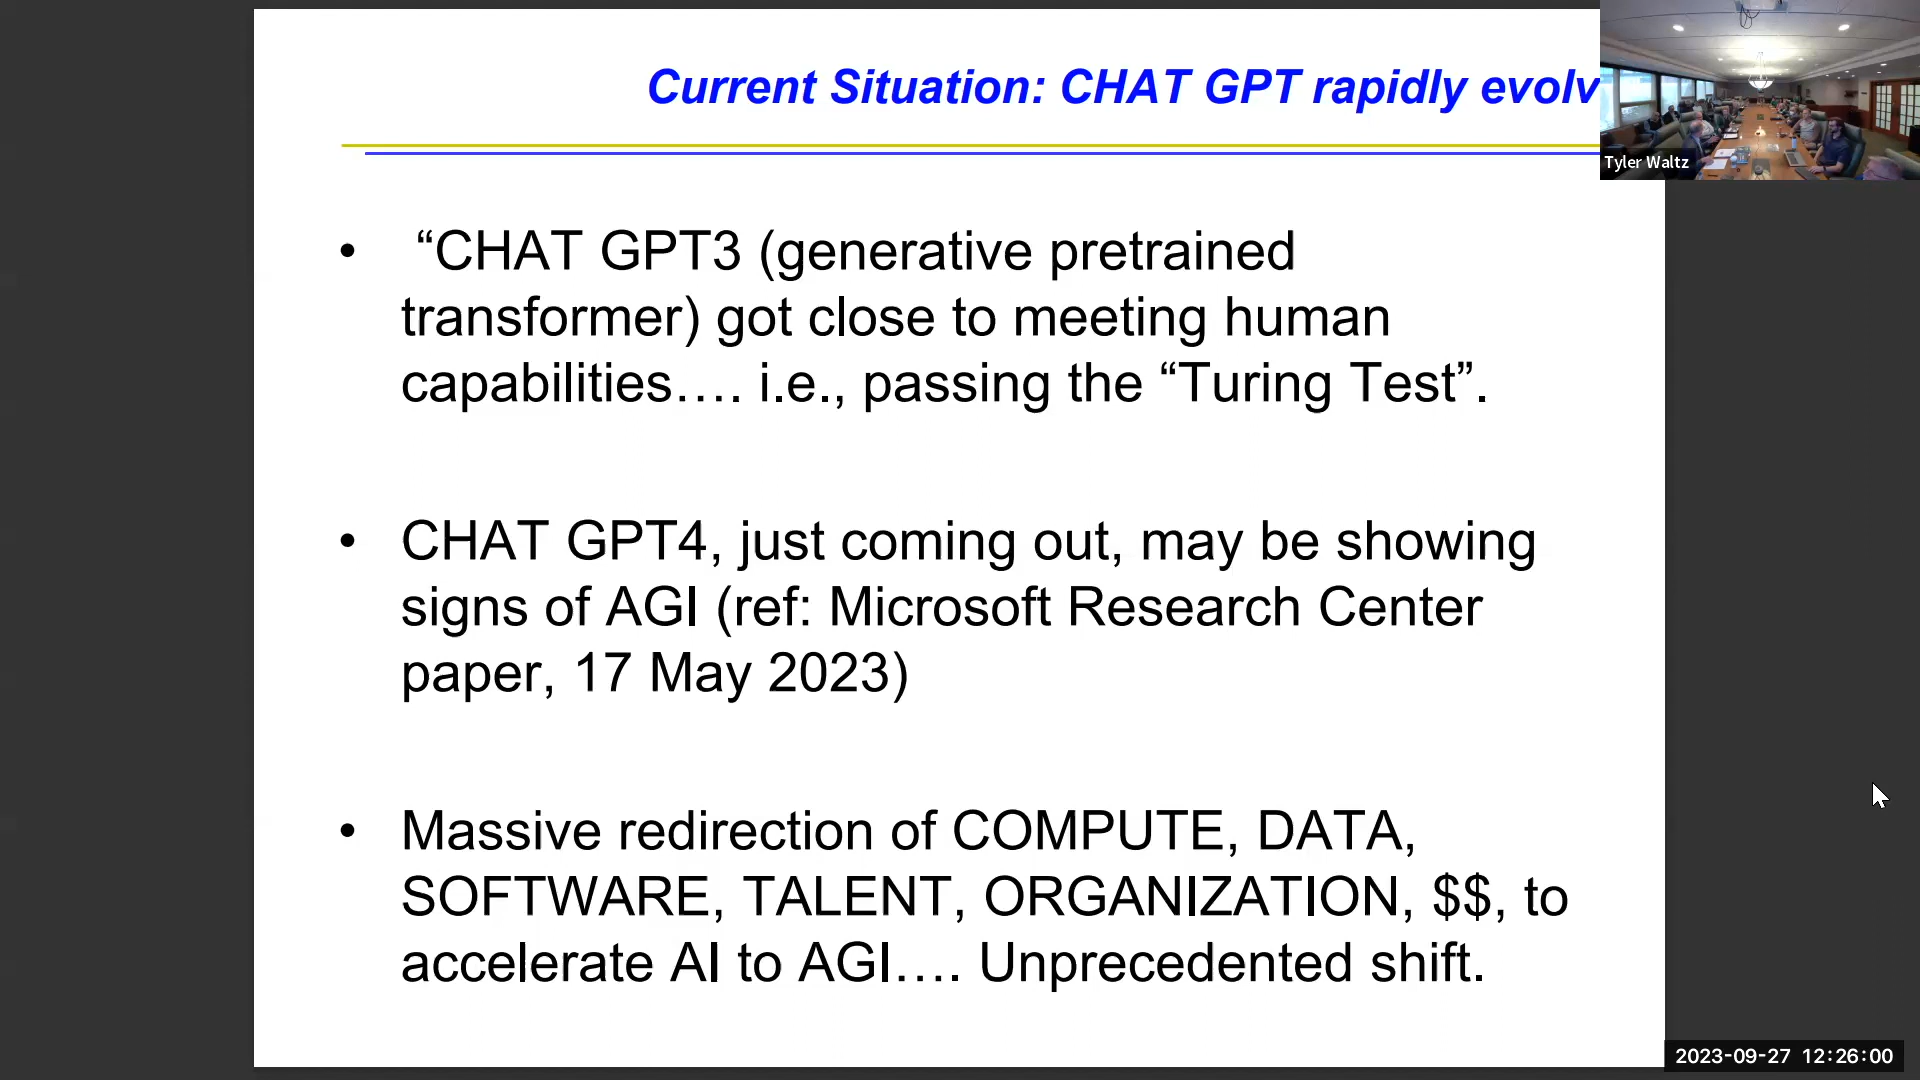 Current Situation: CHAT GPT rapidly evolv
Tyler Waltz
• “CHAT GPT3 (generative pretrained
transformer) got close to meeting human
capabilities…. i.e., passing the “Turing Test”.
• CHAT GPT4, just coming out, may be showing
signs of AGI (ref: Microsoft Research Center
paper, 17 May 2023)
• Massive redirection of COMPUTE, DATA,
SOFTWARE, TALENT, ORGANIZATION, $$, to
accelerate AI to AGI…. Unprecedented shift.
2023-09-27 12:26:00